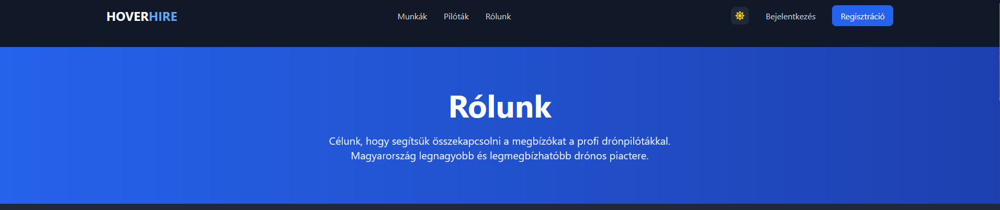 HOVERHIRE
Munkák
Pilóták
Rólunk
Bejelentkezés
Regisztráció
Rólunk
Célunk, hogy segítsük összekapcsolni a megbízókat a profi drónpilótákkal.
Magyarország legnagyobb és legmegbízhatóbb drónos piactere.